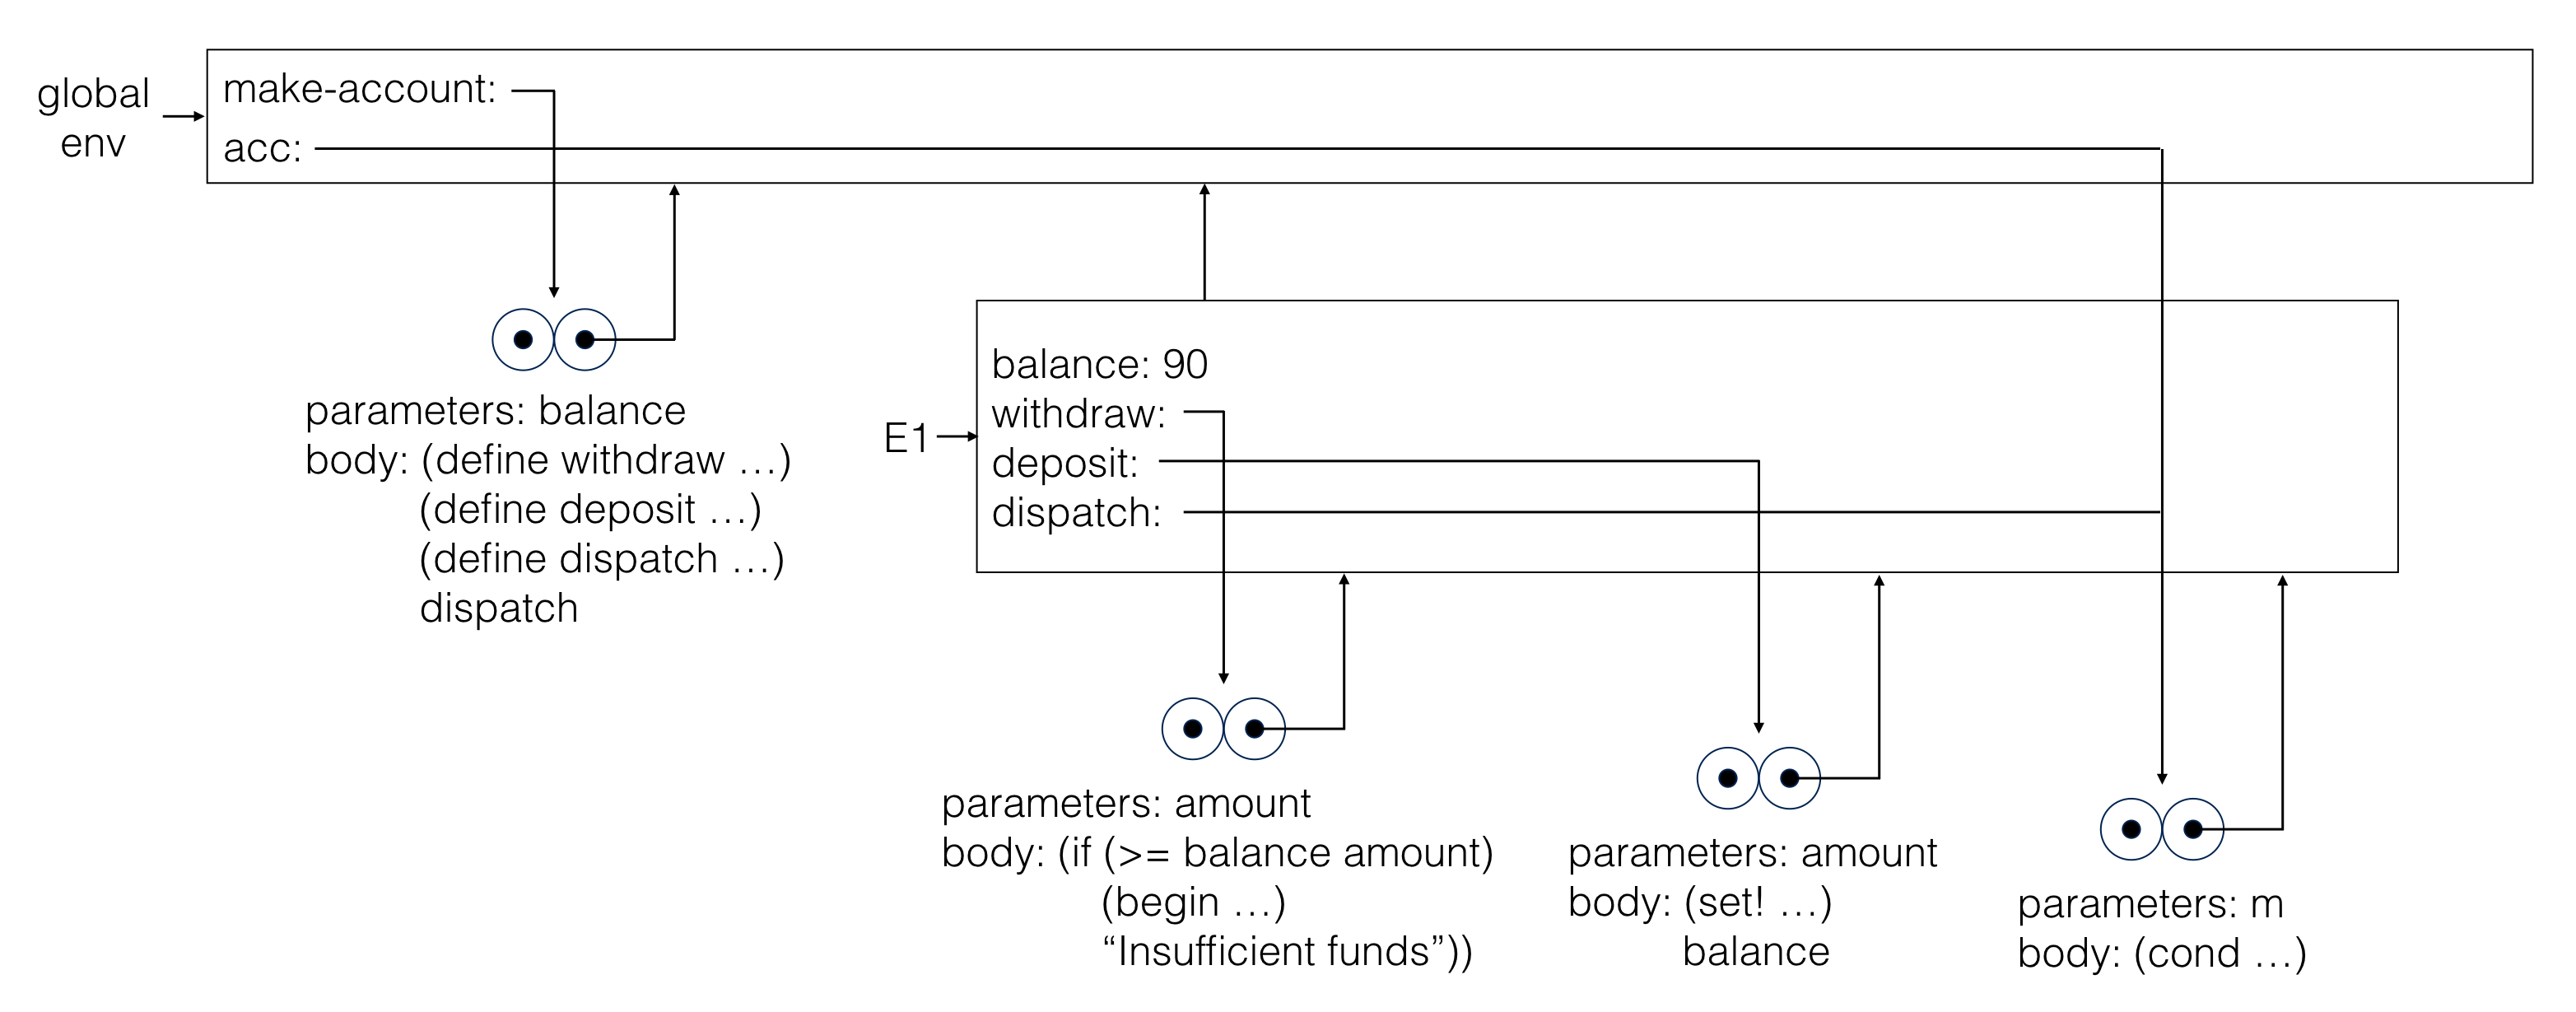 global
env
make-account:
acc:
parameters: balance
body: (define withdraw …)
(define deposit …)
(define dispatch …)
dispatch
E1
balance: 90
withdraw:
deposit:
dispatch:
parameters: amount
body: (if (>= balance amount)
(begin …)
“Insufficient funds”))
parameters: amount
body: (set! …)
balance
parameters: m
body: (cond …)